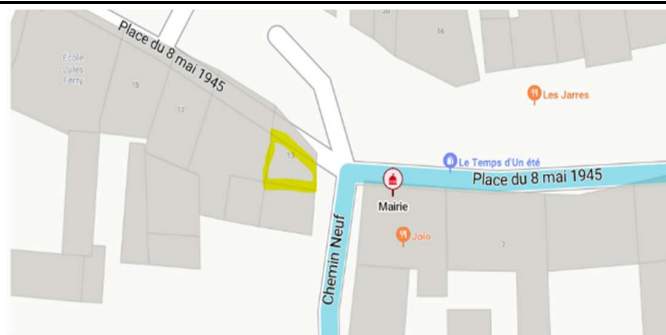 16
Place du 8 mai 1945
École
Jules
Ferry
15
Les Jarres
13
Le Temps d'Un été
Place du 8 mai 1945
Mairie
Chemin Neuf
Jaïo
2